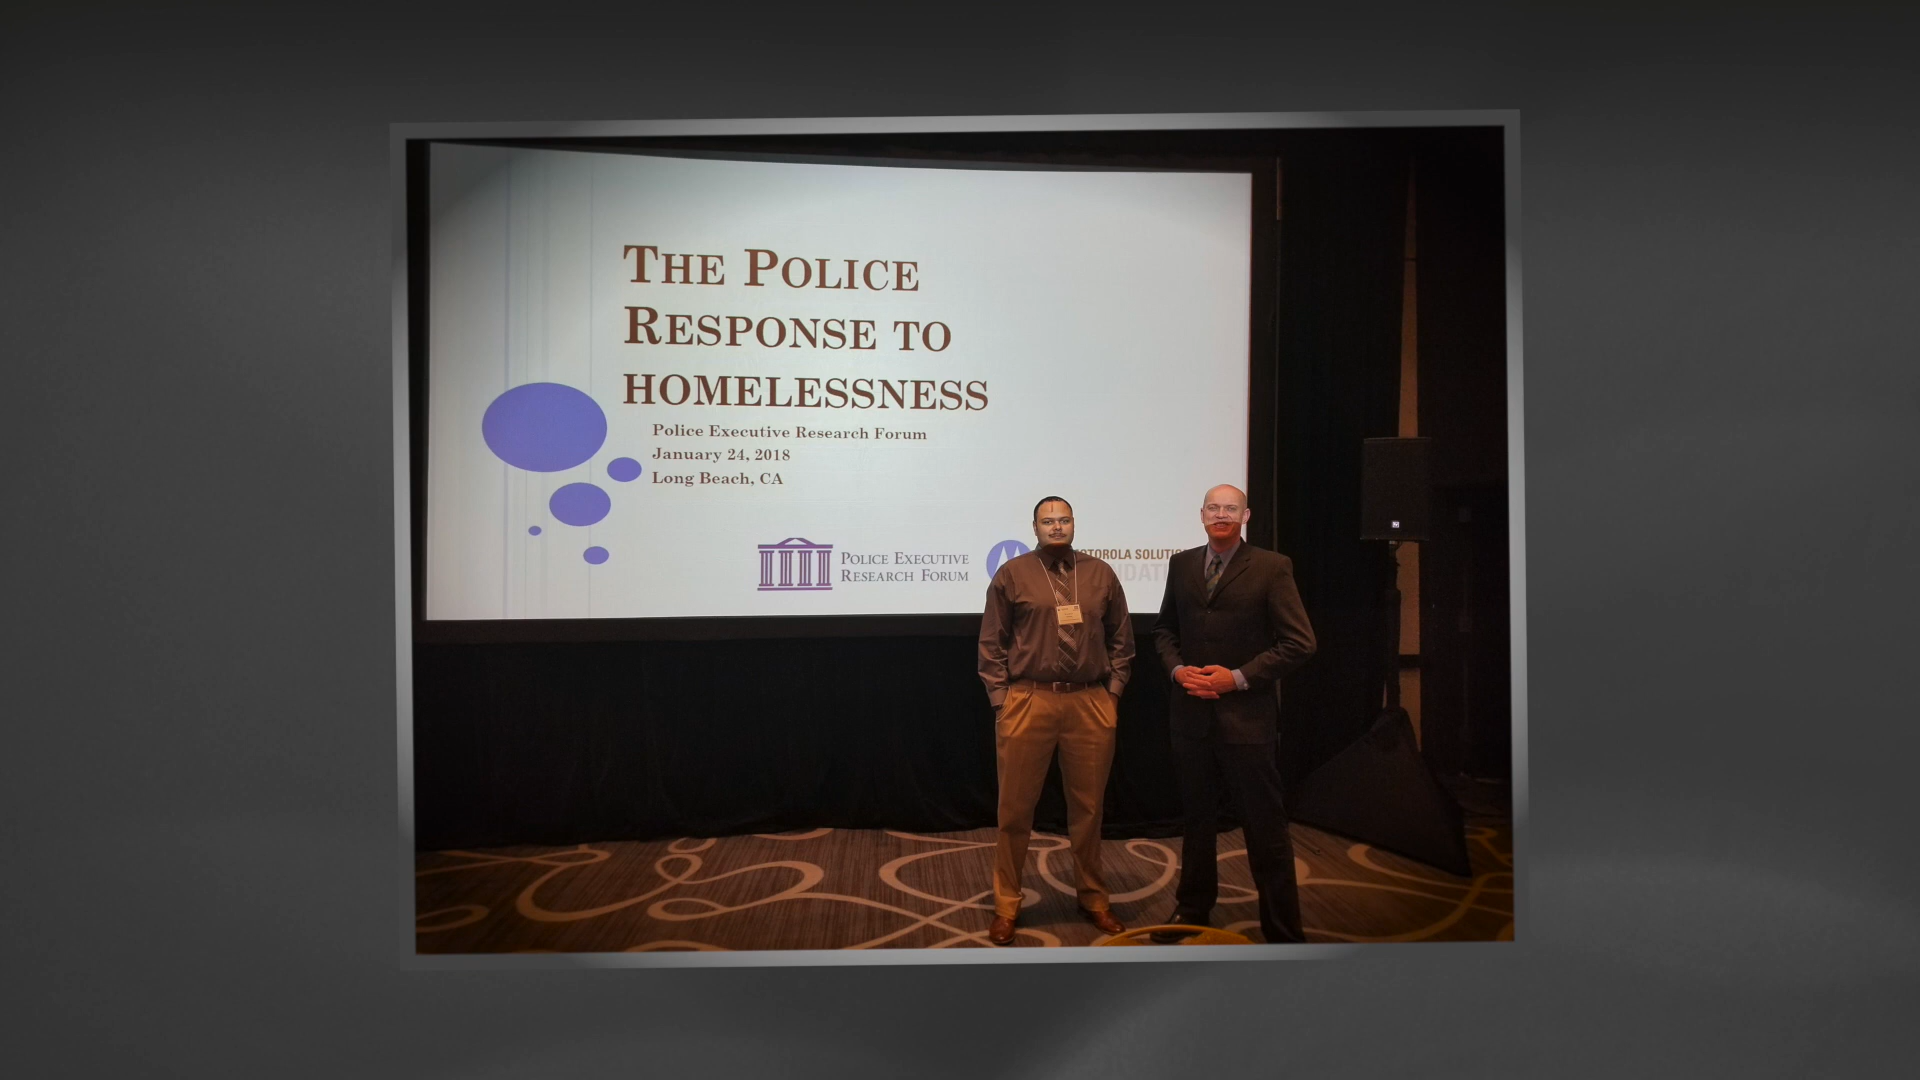 THE POLICE
RESPONSE TO
HOMELESSNESS
Police Executive Research Forum
January 24, 2018
Long Beach, CA
POLICE EXECUTIVE
RESEARCH FORUM